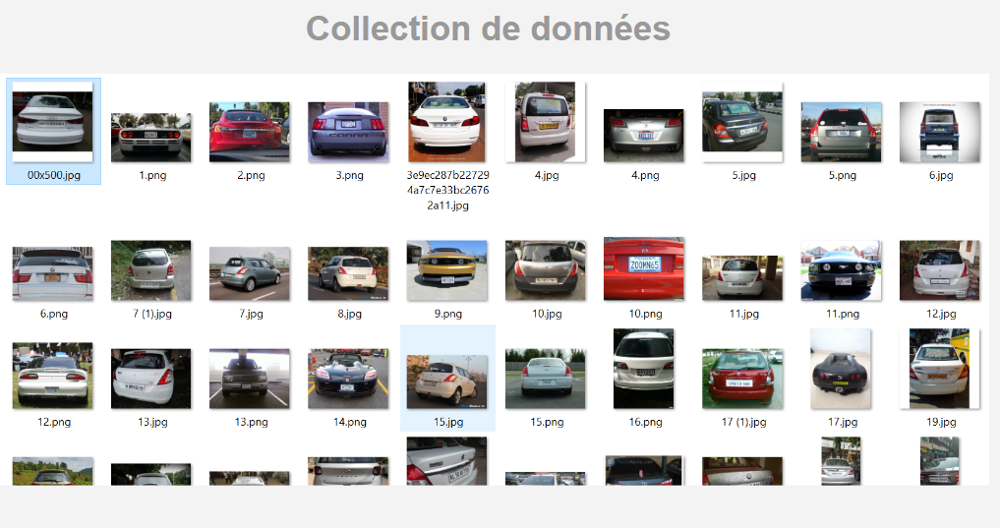 Collection de données
00x500.jpg
1.png
2.png
3.png
3e9ec287b22729
4a7c7e33bc2676
2a11.jpg
4.jpg
4.png
5.jpg
5.png
6.jpg
6.png
7 (1).jpg
7.jpg
8.jpg
9.png
10.jpg
ZOOMN65
10.png
11.jpg
11.png
12.jpg
12.png
13.jpg
13.png
14.png
15.jpg
15.png
16.png
17 (1).jpg
17.jpg
19.jpg